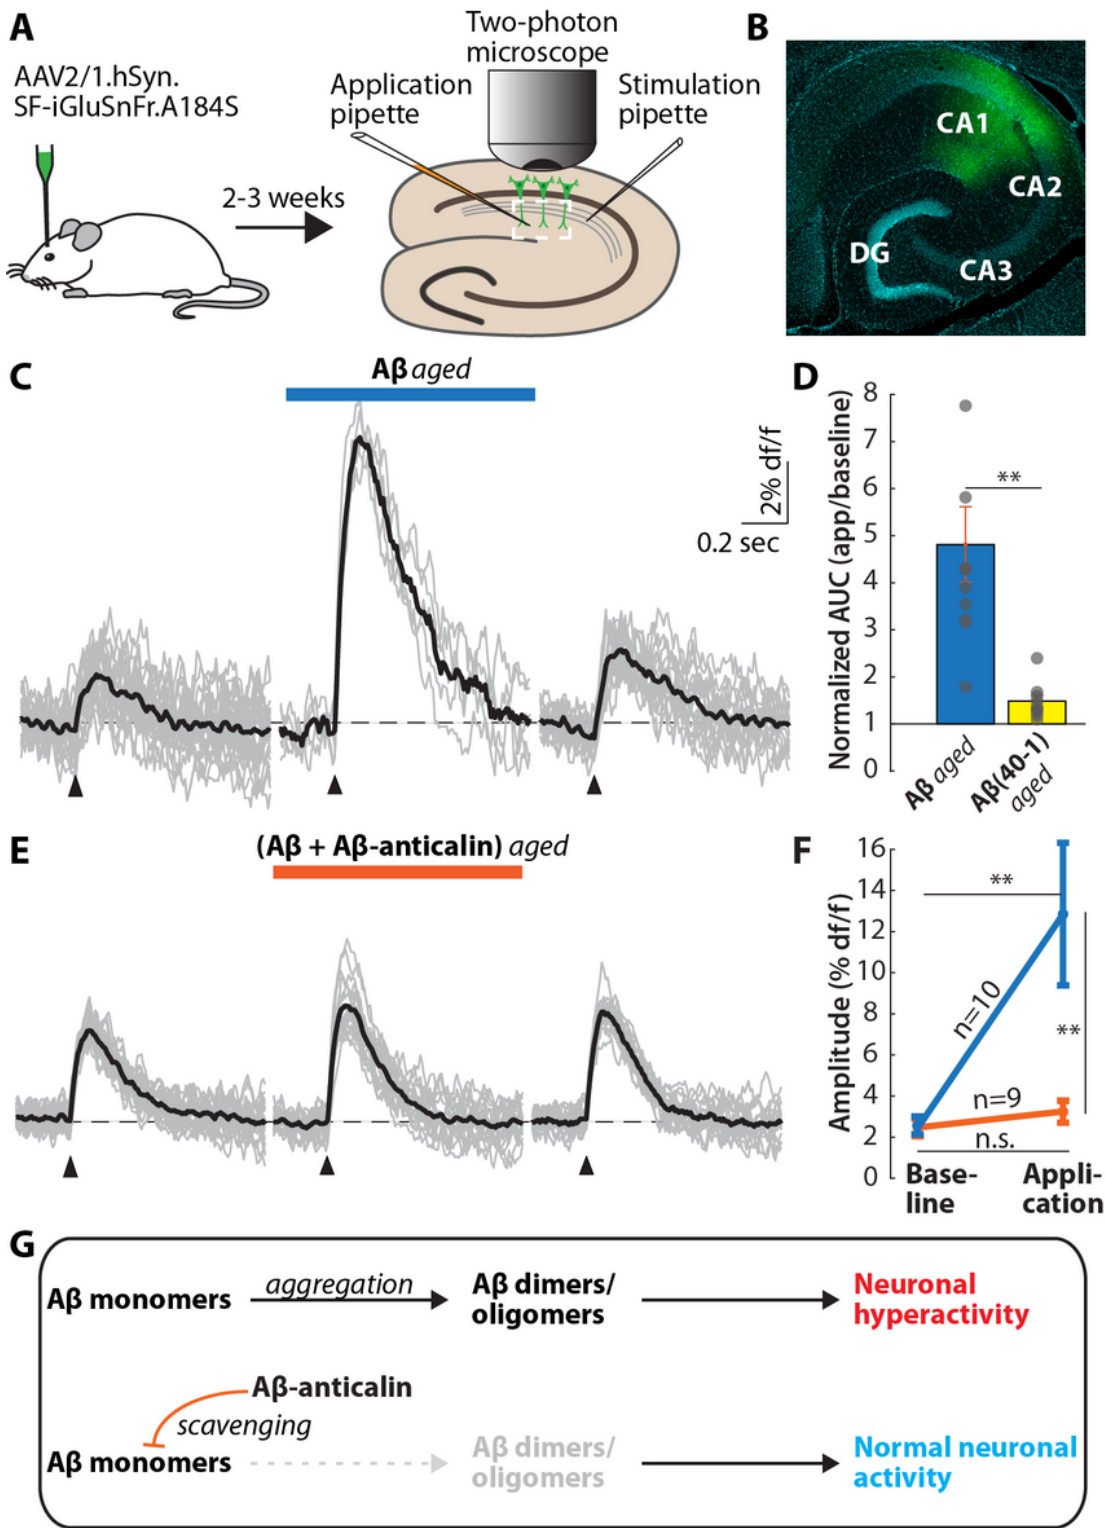 A
AAV2/1.hSyn.
SF-iGluSnFr.A184S
2-3 weeks
Application
pipette
Two-photon
microscope
Stimulation
pipette
B
CA1
CA2
CA3
DG
C
Aβ aged
2% df/f
0.2 sec
D
Normalized AUC (app/baseline)
8
7
6
5
4
3
2
1
0
**
Aβ aged
Aβ(40-1)
aged
E
(Aβ + Aβ-anticalin) aged
F
Amplitude (% df/f)
16
14
12
10
8
6
4
2
0
**
n=10
**
n=9
n.s.
Base-
line
Appli-
cation
G
Aβ monomers
aggregation
Aβ dimers/
oligomers
Neuronal
hyperactivity
Aβ-anticalin
scavenging
Aβ monomers
Aβ dimers/
oligomers
Normal neuronal
activity